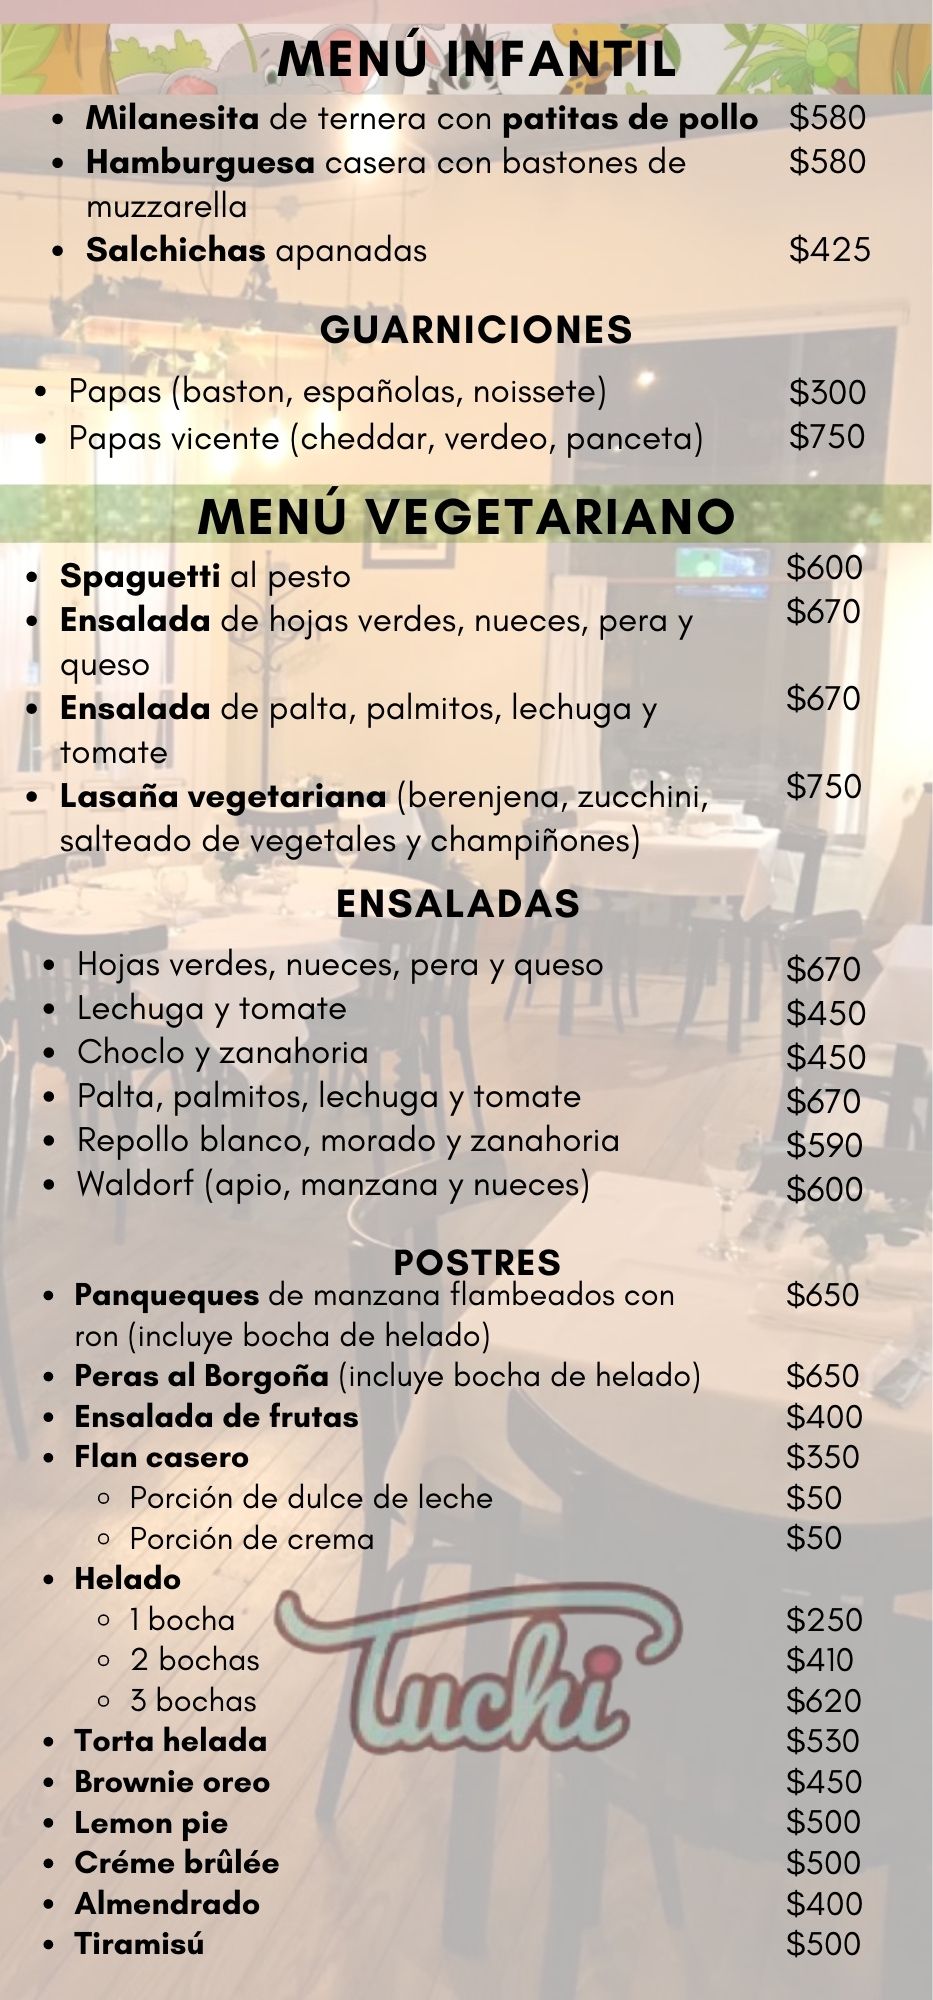 MENÚ INFANTIL
• Milanesita de ternera con patitas de pollo $580
• Hamburguesa casera con bastones de $580
muzzarella
• Salchichas apanadas $425
GUARNICIONES
• Papas (baston, españolas, noissete) $300
• Papas vicente (cheddar, verdeo, panceta) $750
MENÚ VEGETARIANO
• Spaguetti al pesto $600
• Ensalada de hojas verdes, nueces, pera y $670
queso
• Ensalada de palta, palmitos, lechuga y $670
tomate
• Lasaña vegetariana (berenjena, zucchini, $750
salteado de vegetales y champiñones)
ENSALADAS
• Hojas verdes, nueces, pera y queso $670
• Lechuga y tomate $450
• Choclo y zanahoria $450
• Palta, palmitos, lechuga y tomate $670
• Repollo blanco, morado y zanahoria $590
• Waldorf (apio, manzana y nueces) $600
POSTRES
• Panqueques de manzana flambeados con $650
ron (incluye bocha de helado)
• Peras al Borgoña (incluye bocha de helado) $650
• Ensalada de frutas $400
• Flan casero $350
◦ Porción de dulce de leche $50
◦ Porción de crema $50
• Helado
◦ 1 bocha $250
◦ 2 bochas $410
◦ 3 bochas $620
Tuchi
• Torta helada $530
• Brownie oreo $450
• Lemon pie $500
• Créme brûlée $500
• Almendrado $400
• Tiramisú $500